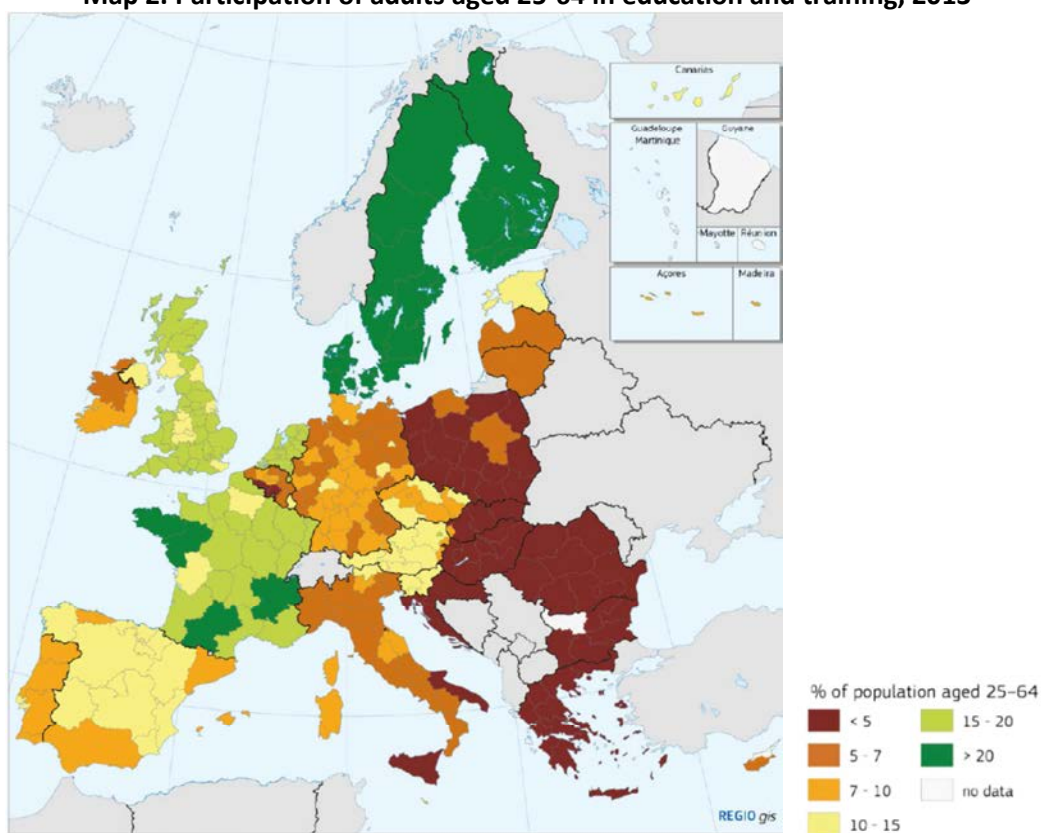 Map 2: Participation of adults aged 25-64 in education and training, 2015
Canarias
Guadeloupe
Martinique
Guyane
Mayotte
Réunion
Açores
Madeira
REGIO gis
% of population aged 25-64
< 5
15 - 20
5 - 7
> 20
7 - 10
no data
10 - 15